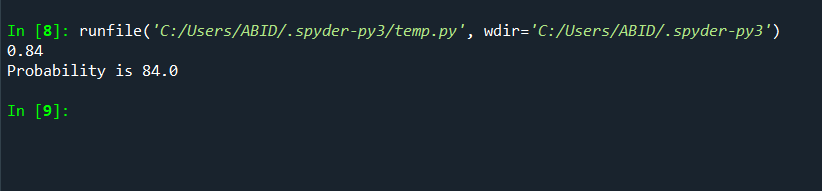 In [8]: runfile('C:/Users/ABID/.spyder-py3/temp.py', wdir='C:/Users/ABID/.spyder-py3')
0.84
Probability is 84.0
In [9]: